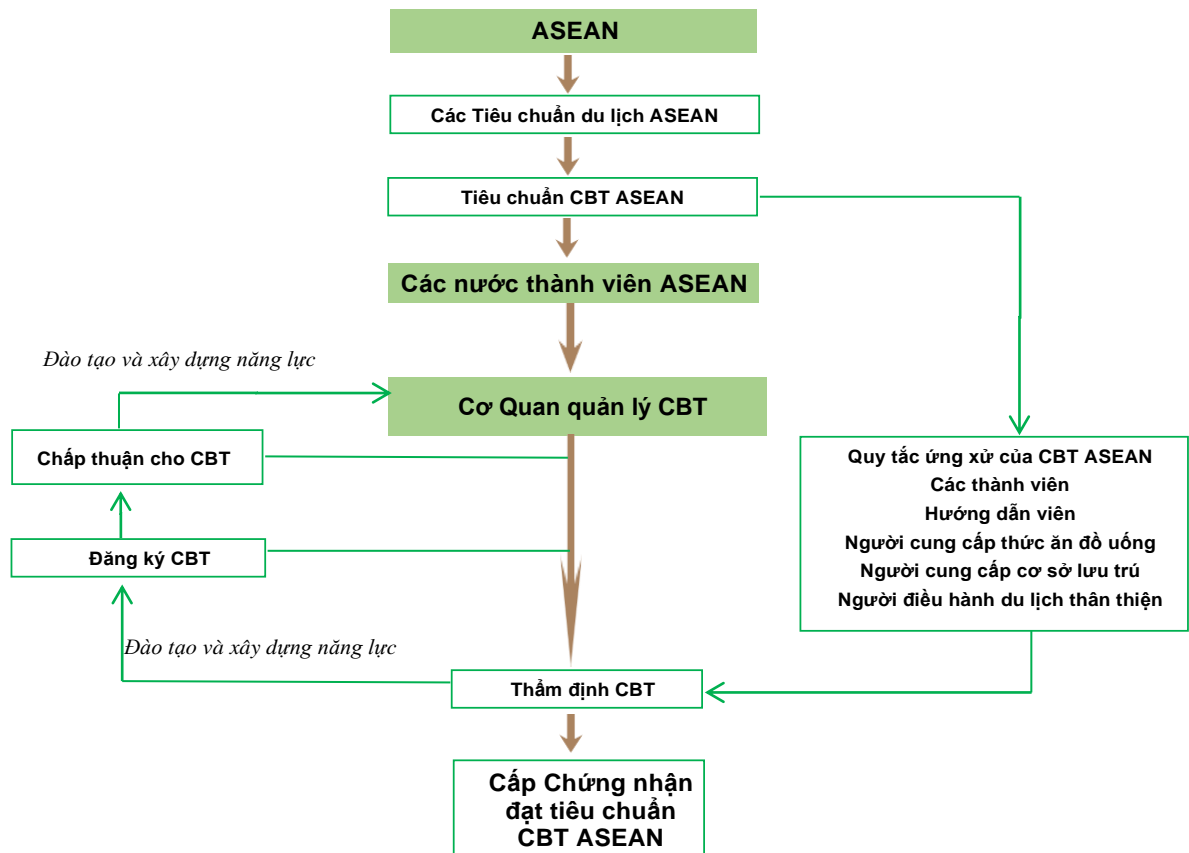 ASEAN
Các Tiêu chuẩn du lịch ASEAN
Tiêu chuẩn CBT ASEAN
Các nước thành viên ASEAN
Đào tạo và xây dựng năng lực
Cơ Quan quản lý CBT
Chấp thuận cho CBT
Quy tắc ứng xử của CBT ASEAN
Các thành viên
Hướng dẫn viên
Người cung cấp thức ăn đồ uống
Người cung cấp cơ sở lưu trú
Người điều hành du lịch thân thiện
Đăng ký CBT
Đào tạo và xây dựng năng lực
Thẩm định CBT
Cấp Chứng nhận
đạt tiêu chuẩn
CBT ASEAN